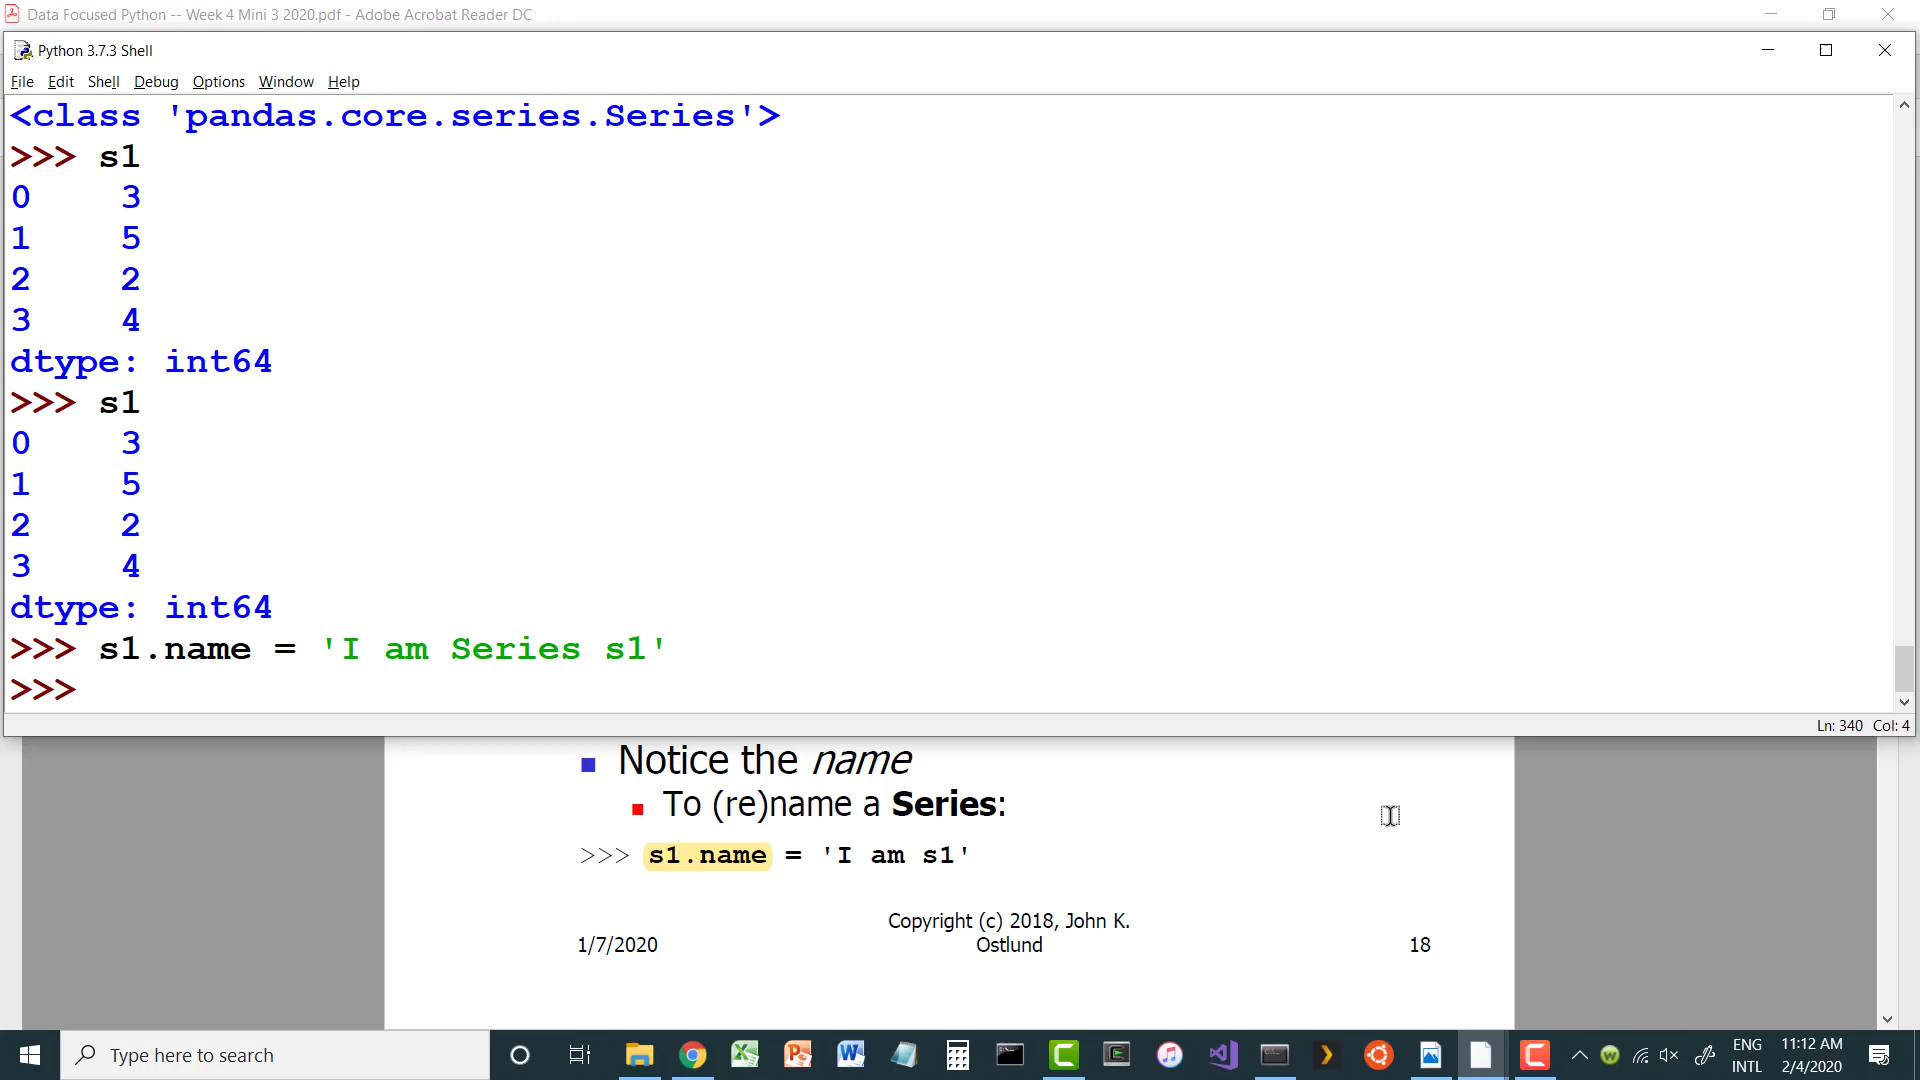 Data Focused Python -- Week 4 Mini 3 2020.pdf - Adobe Acrobat Reader DC
Python 3.7.3 Shell
File Edit Shell Debug Options Window Help
<class 'pandas.core.series.Series'>
>>> s1
0 3
1 5
2 2
3 4
dtype: int64
>>> s1
0 3
1 5
2 2
3 4
dtype: int64
>>> s1.name = 'I am Series s1'
>>>
Ln: 340 Col: 4
Notice the name
To (re)name a Series:
>>> s1.name = 'I am s1'
Copyright (c) 2018, John K.
1/7/2020 Ostlund 18
Type here to search
ENG 11:12 AM
INTL 2/4/2020